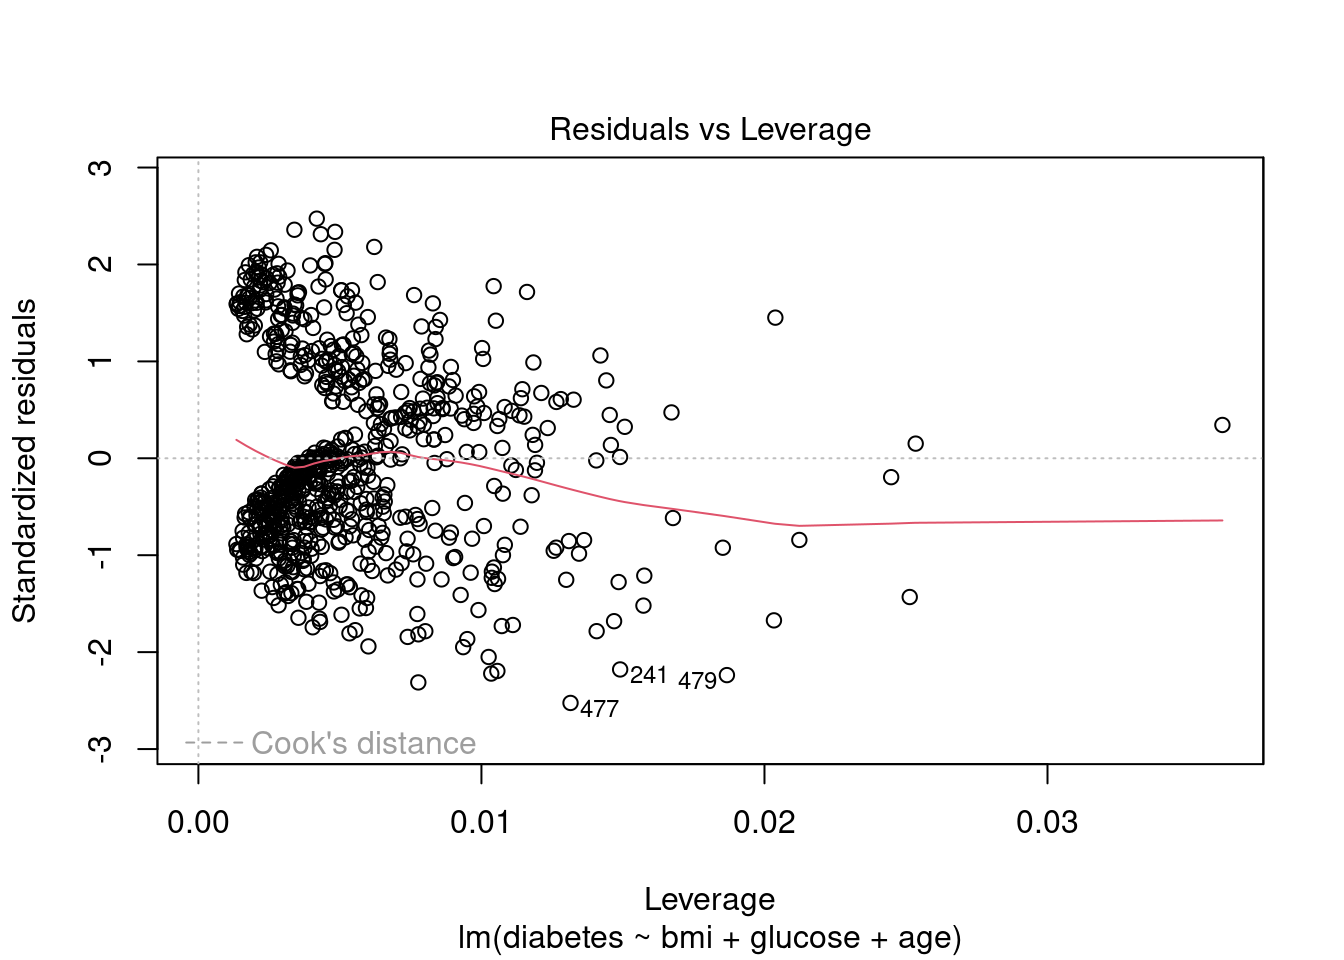 Residuals vs Leverage
Standardized residuals
3
2
1
0
-1
-2
-3
241
479
477
Cook's distance
0.00
0.01
0.02
0.03
Leverage
lm(diabetes ~ bmi + glucose + age)